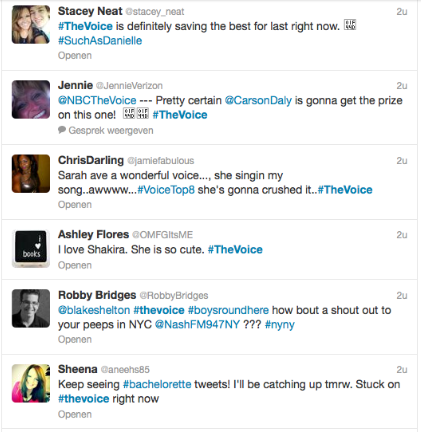 Stacey Neat @stacey_neat 2u
#TheVoice is definitely saving the best for last right now.
#SuchAsDanielle
Openen
Jennie @JennieVerizon 2u
@NBCTheVoice --- Pretty certain @CarsonDaly is gonna get the prize
on this one! #TheVoice
Gesprek weergeven
ChrisDarling @jamiefabulous 2u
Sarah ave a wonderful voice..., she singin my
song..awwww...#VoiceTop8 she's gonna crushed it..#TheVoice
Openen
i
books
Ashley Flores @OMFGItsME 2u
I love Shakira. She is so cute. #TheVoice
Openen
Robby Bridges @RobbyBridges 2u
@blakeshelton #thevoice #boysroundhere how bout a shout out to
your peeps in NYC @NashFM947NY ??? #nyny
Openen
Sheena @aneehs85 2u
Keep seeing #bachelorette tweets! I'll be catching up tmrw. Stuck on
#thevoice right now
Openen